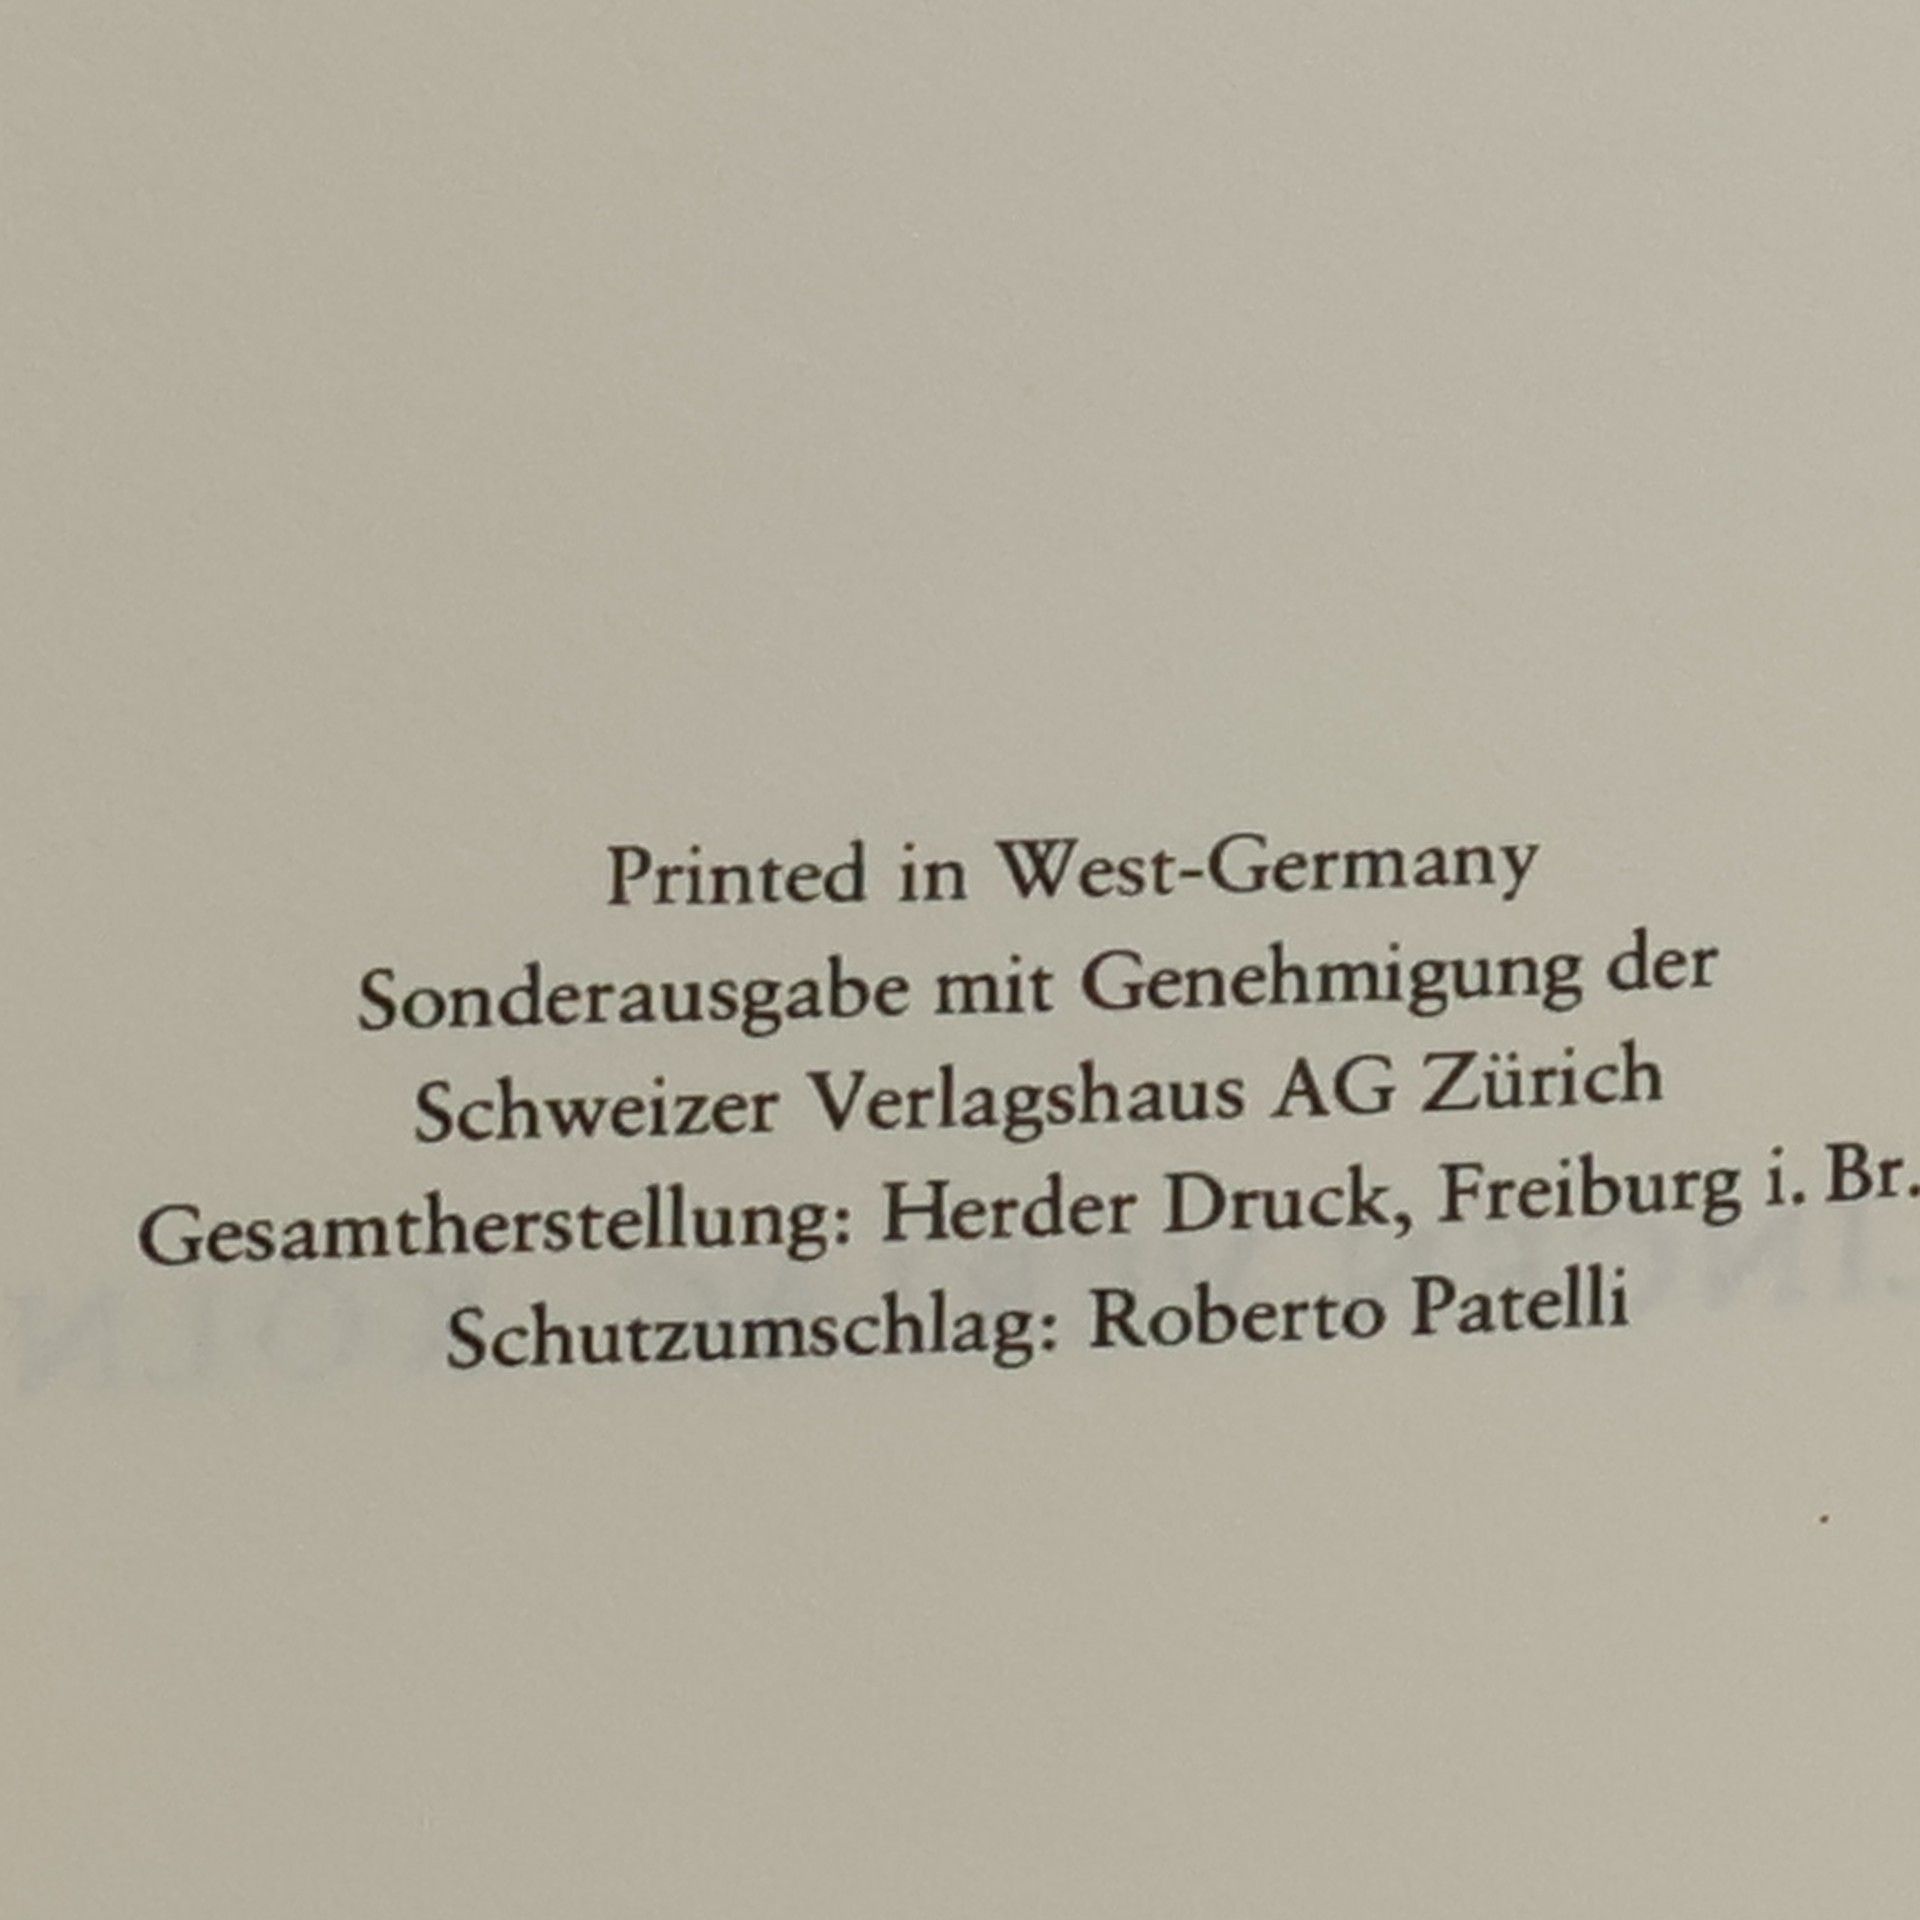 Printed in West-Germany
Sonderausgabe mit Genehmigung der
Schweizer Verlagshaus AG Zürich
Gesamtherstellung: Herder Druck, Freiburg i. Br.
Schutzumschlag: Roberto Patelli